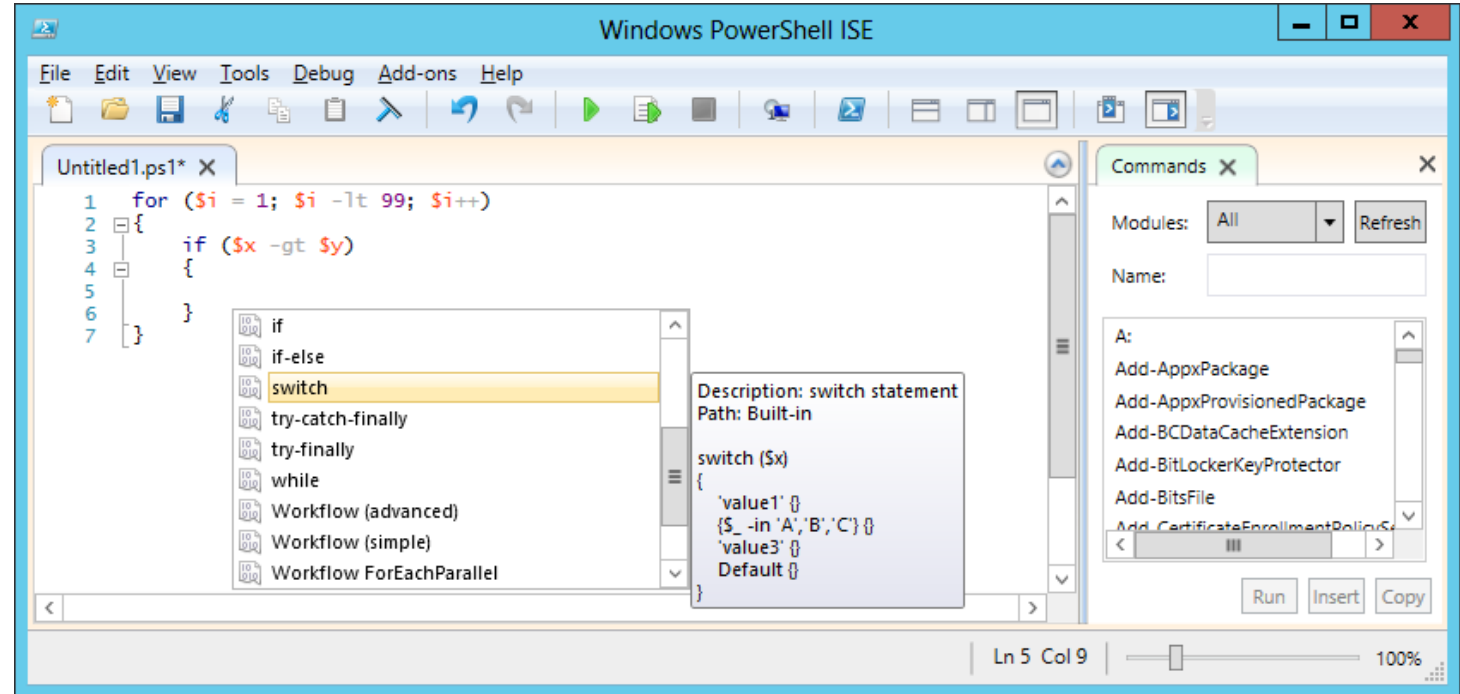 Windows PowerShell ISE
File Edit View Tools Debug Add-ons Help
Untitled1.ps1*
1 for ($i = 1; $i -lt 99; $i++)
2 {
3 if ($x -gt $y)
4 {
5
6 }
7 }
if
if-else
switch
try-catch-finally
try-finally
while
Workflow (advanced)
Workflow (simple)
Workflow ForEachParallel
Description: switch statement
Path: Built-in
switch ($x)
{
'value1' {}
{$_ -in 'A','B','C'} {}
'value3' {}
Default {}
}
Commands
Modules: All Refresh
Name:
A:
Add-AppxPackage
Add-AppxProvisionedPackage
Add-BCDataCacheExtension
Add-BitLockerKeyProtector
Add-BitsFile
Add-CertificateEnrollmentPolicySe
Run Insert Copy
Ln 5 Col 9 100%